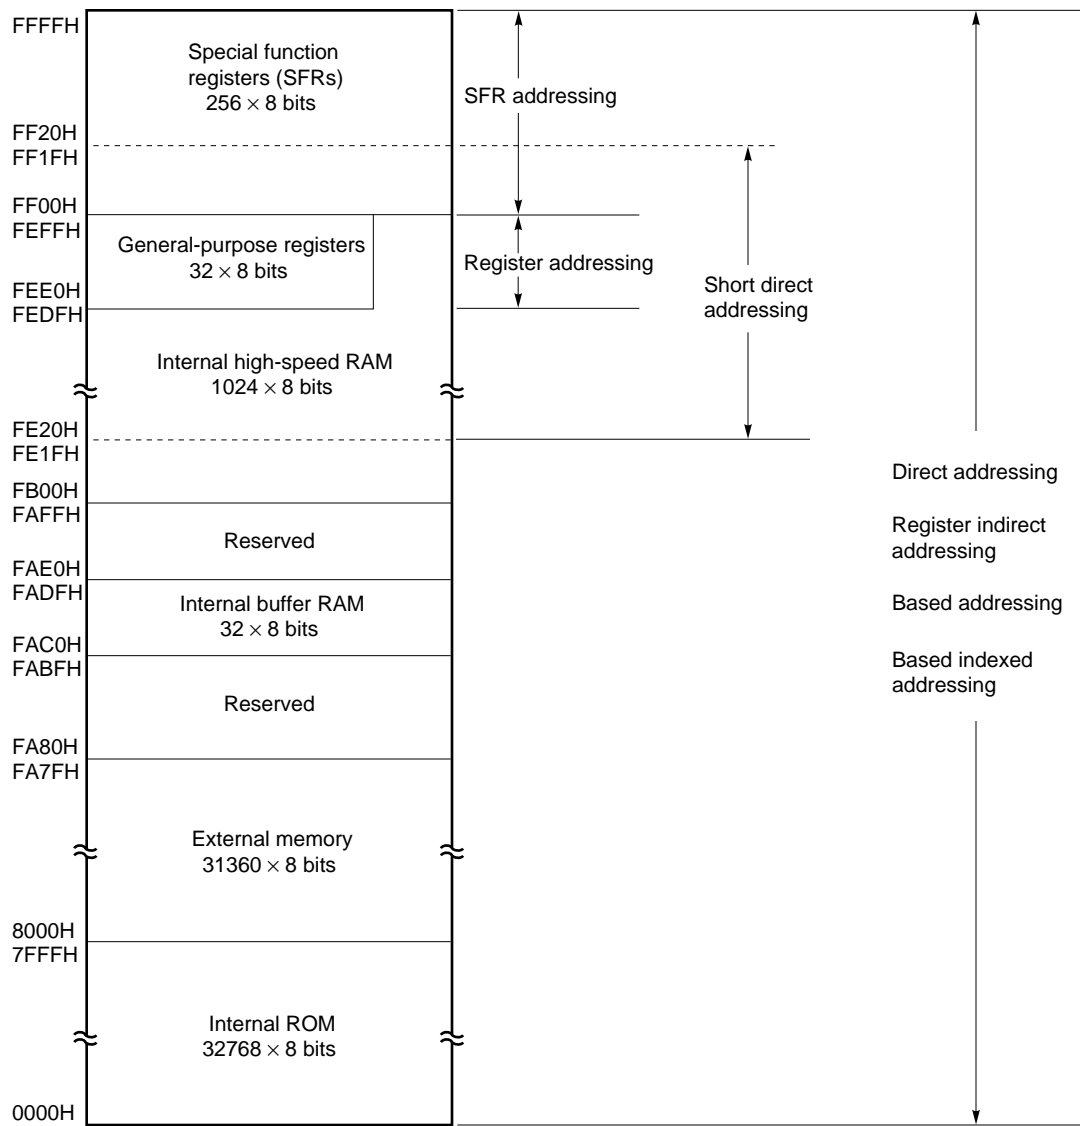 FFFFH
Special function
registers (SFRs)
256 × 8 bits
SFR addressing
FF20H
FF1FH
FF00H
FEFFH
General-purpose registers
32 × 8 bits
Register addressing
FEE0H
FEDFH
Short direct
addressing
Internal high-speed RAM
1024 × 8 bits
FE20H
FE1FH
FB00H
FAFFH
Reserved
FAE0H
FADFH
Internal buffer RAM
32 × 8 bits
FAC0H
FABFH
Reserved
FA80H
FA7FH
External memory
31360 × 8 bits
8000H
7FFFH
Internal ROM
32768 × 8 bits
0000H
Direct addressing
Register indirect
addressing
Based addressing
Based indexed
addressing